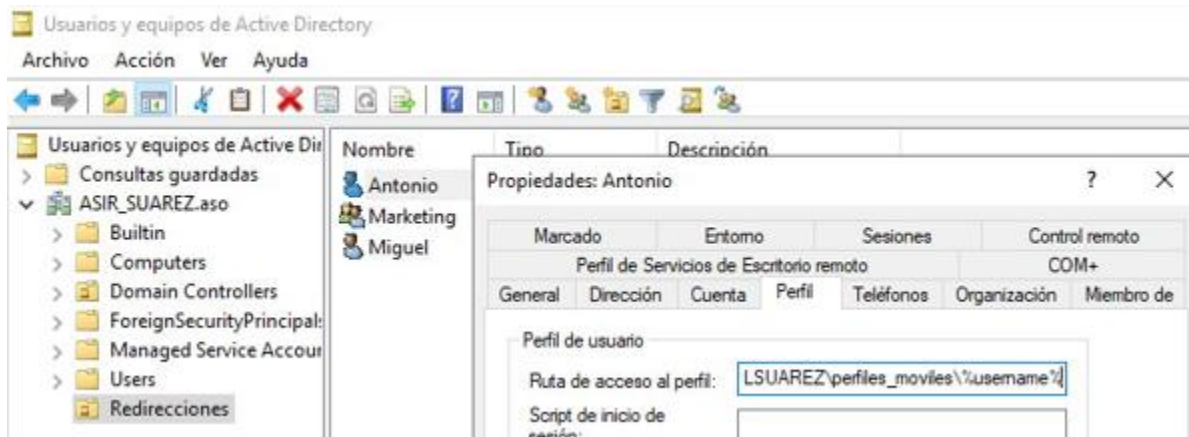 Usuarios y equipos de Active Directory
Archivo Acción Ver Ayuda
Usuarios y equipos de Active Dir
Consultas guardadas
ASIR_SUAREZ.aso
Builtin
Computers
Domain Controllers
ForeignSecurityPrincipal:
Managed Service Accour
Users
Redirecciones
Nombre Tipo Descripción
Antonio
Marketing
Miguel
Propiedades: Antonio ?
Marcado Entorno Sesiones Control remoto
Perfil de Servicios de Escritorio remoto COM+
General Dirección Cuenta Perfil Teléfonos Organización Miembro de
Perfil de usuario
Ruta de acceso al perfil: LSUAREZ\perfiles_moviles\%username%
Script de inicio de
sesión: